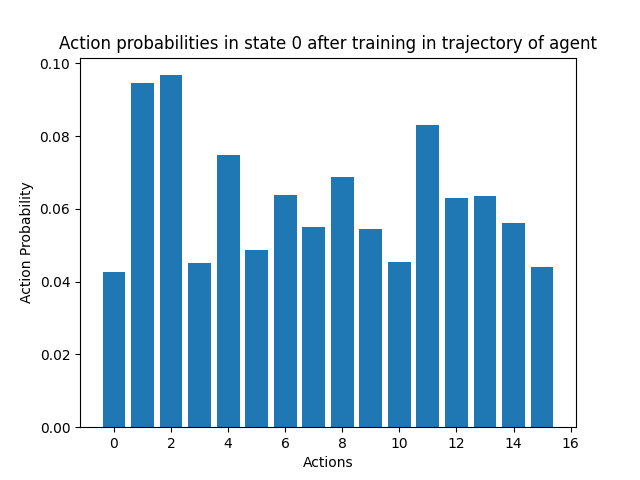 Action probabilities in state 0 after training in trajectory of agent
0.10
0.08
0.06
0.04
0.02
0.00
Action Probability
0 2 4 6 8 10 12 14 16
Actions